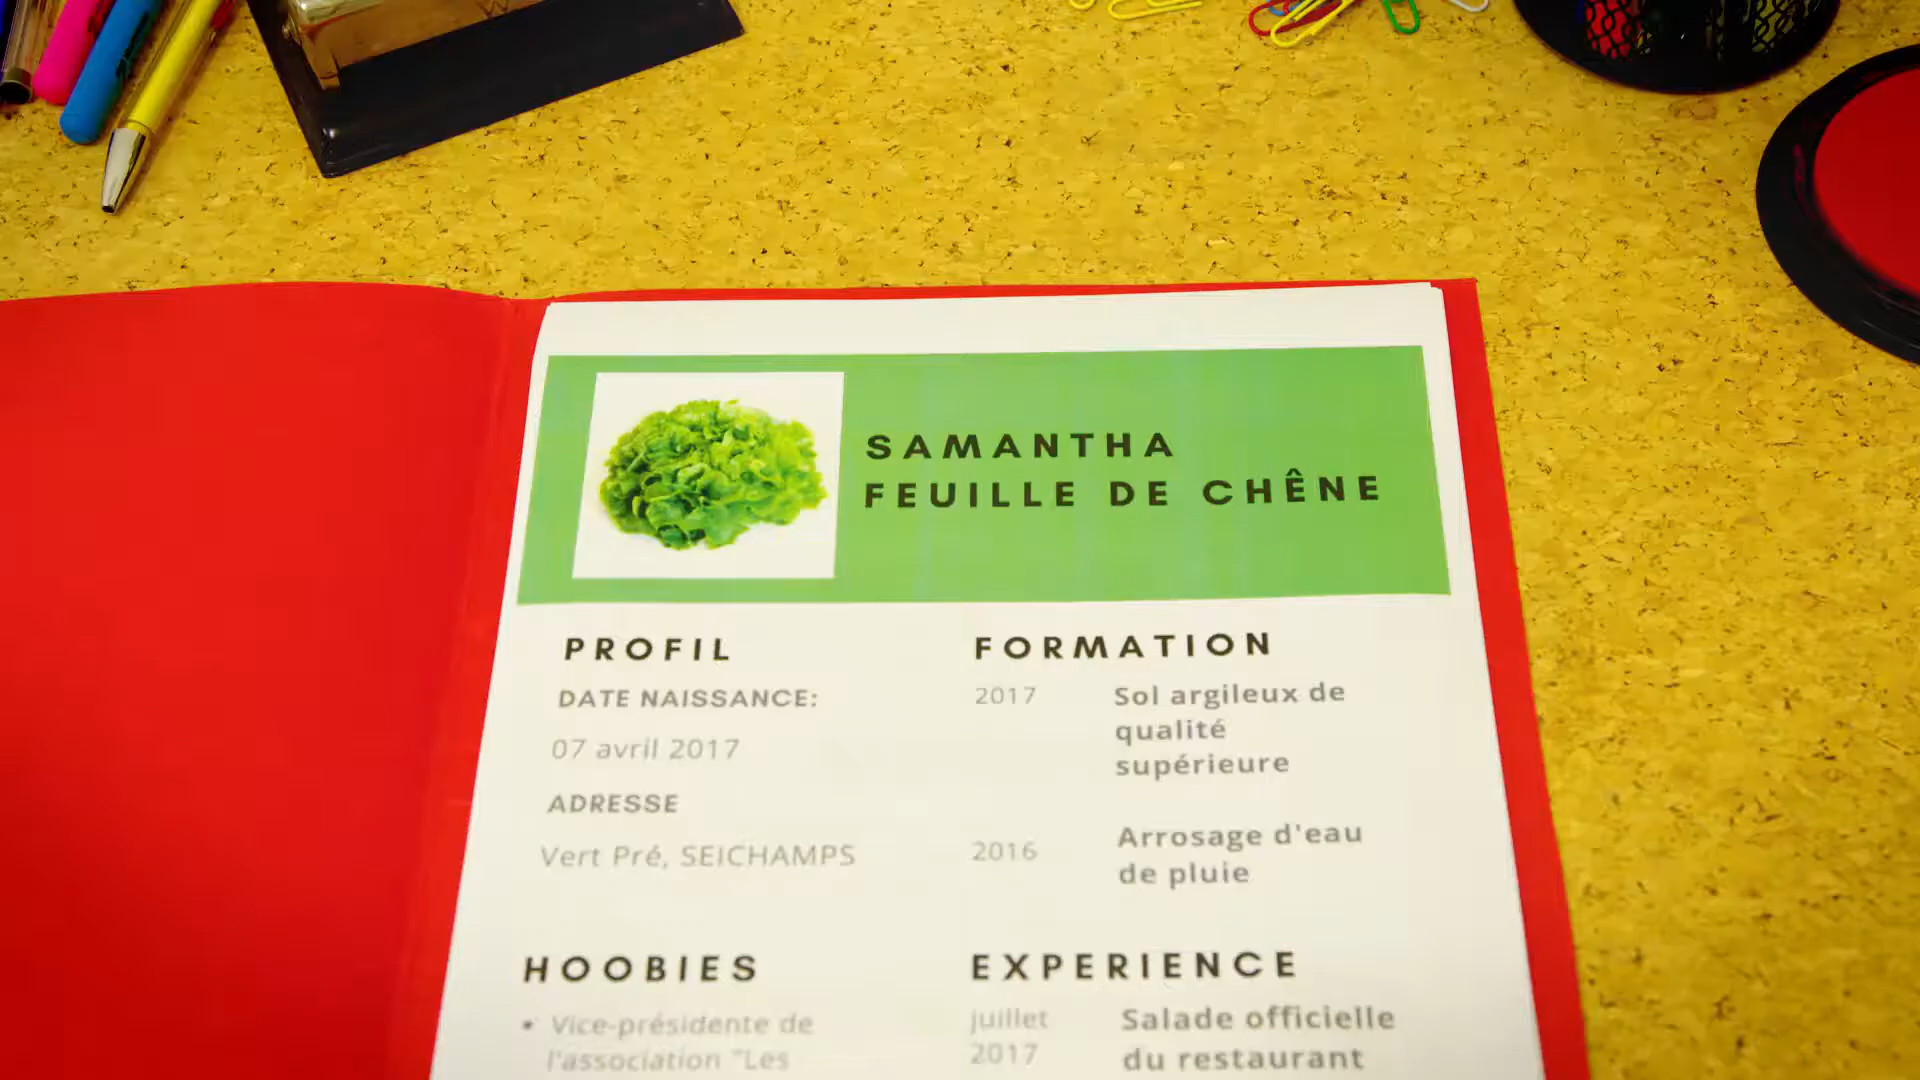 SAMANTHA
FEUILLE DE CHÊNE
PROFIL
DATE NAISSANCE:
07 avril 2017
ADRESSE
Vert Pré, SEICHAMPS
HOOBIES
• Vice-présidente de
l'association "Les
FORMATION
2017 Sol argileux de
qualité
supérieure
2016 Arrosage d'eau
de pluie
EXPERIENCE
juillet Salade officielle
2017 du restaurant